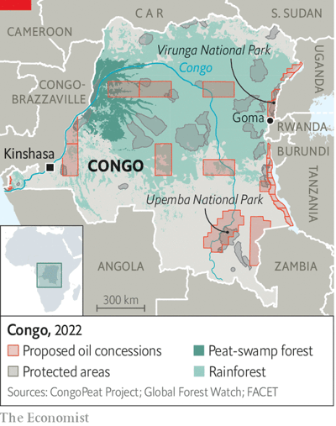 C A R
S. SUDAN
CAMEROON
Virunga National Park
Congo
UGANDA
CONGO-
BRAZZAVILLE
Goma
RWANDA
Kinshasa
BURUNDI
CONGO
TANZANIA
Upemba National Park
ANGOLA
ZAMBIA
300 km
Congo, 2022
Proposed oil concessions
Peat-swamp forest
Protected areas
Rainforest
Sources: CongoPeat Project; Global Forest Watch; FACET
The Economist